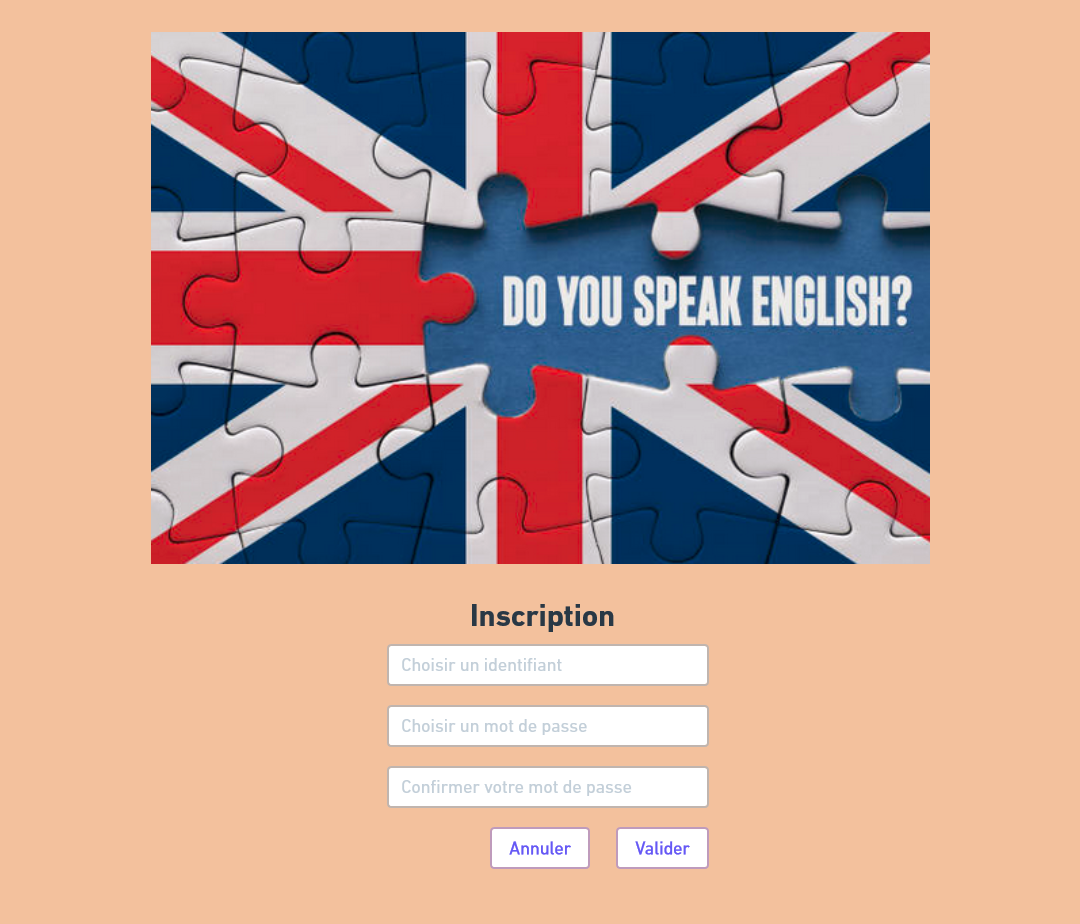 DO YOU SPEAK ENGLISH?
Inscription
Choisir un identifiant
Choisir un mot de passe
Confirmer votre mot de passe
Annuler Valider